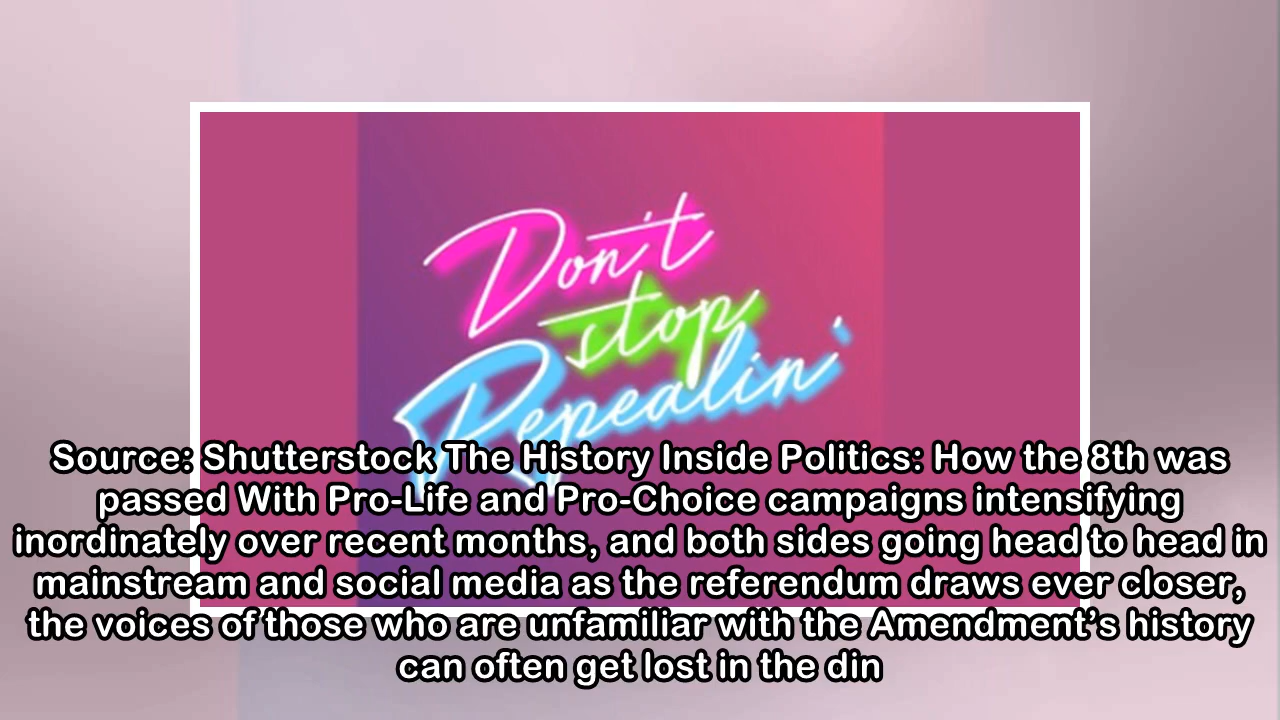 Don't
stop
Repealin'
Source: Shutterstock The History Inside Politics: How the 8th was
passed With Pro-Life and Pro-Choice campaigns intensifying
inordinately over recent months, and both sides going head to head in
mainstream and social media as the referendum draws ever closer,
the voices of those who are unfamiliar with the Amendment’s history
can often get lost in the din